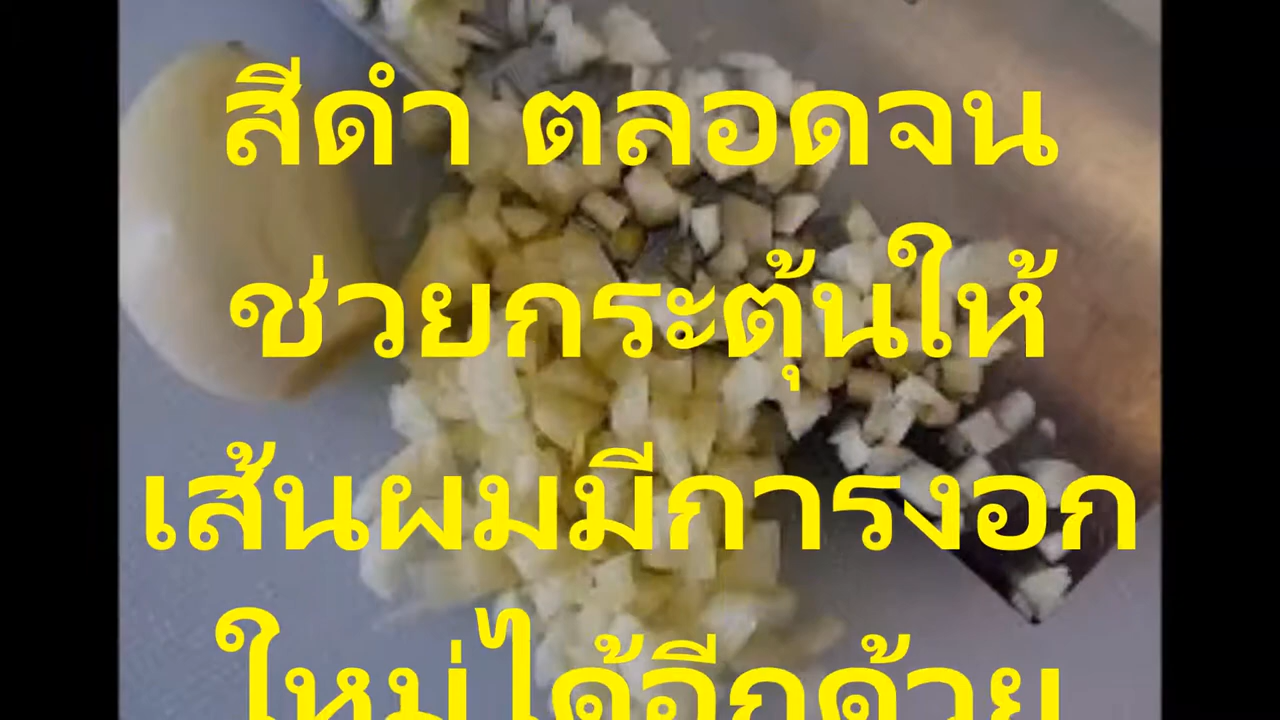 สีดำ ตลอดจน
ช่วยกระตุ้นให้
เส้นผมมีการงอก
ใหม่ได้อีกด้วย